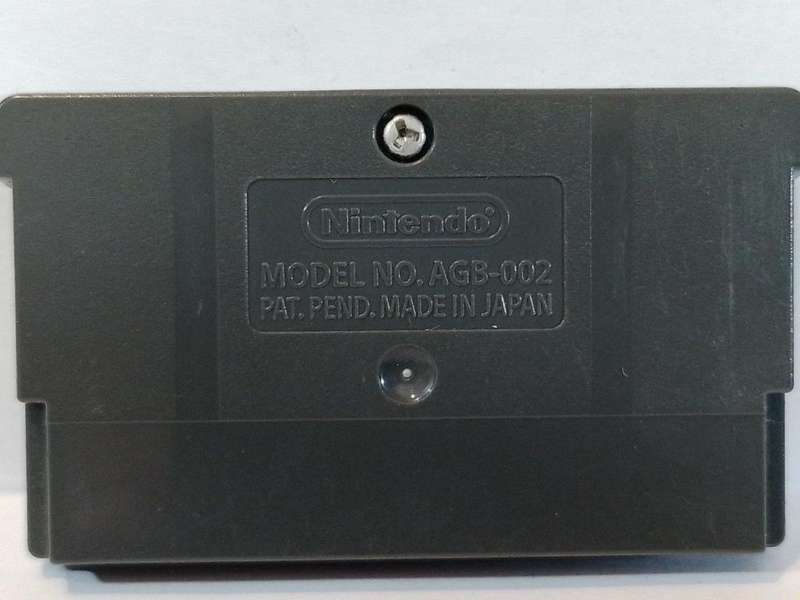 Nintendo®
MODEL NO. AGB-002
PAT. PEND. MADE IN JAPAN